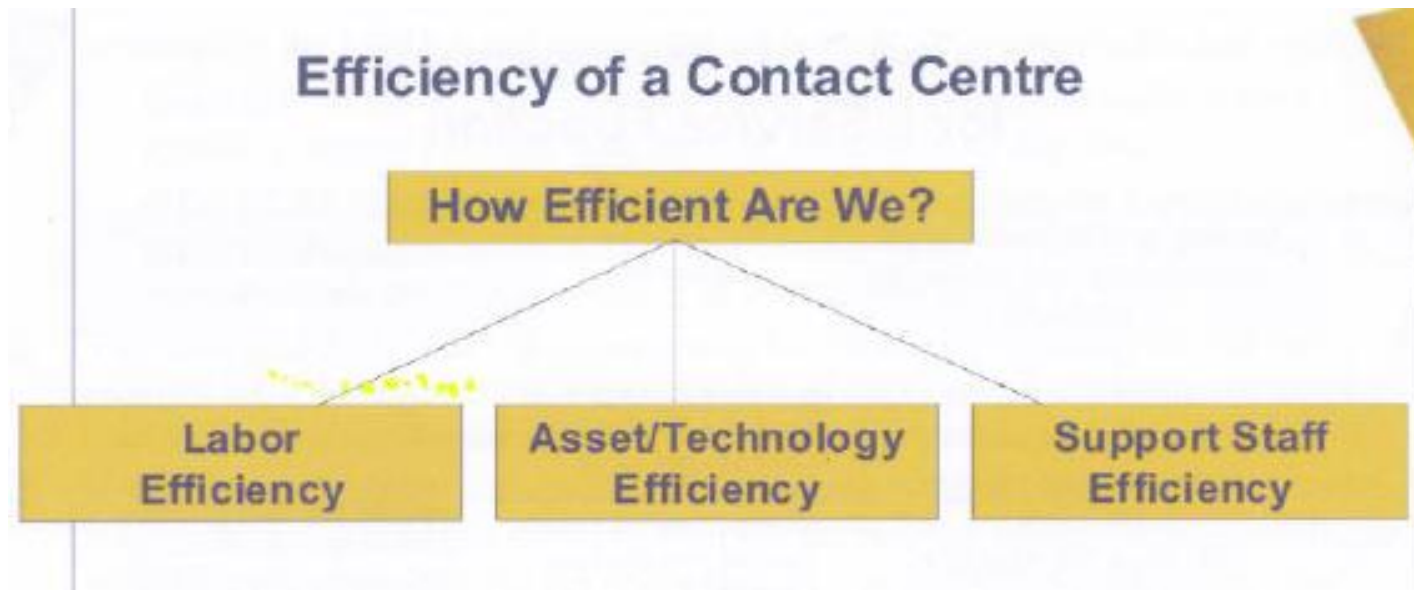 Efficiency of a Contact Centre
How Efficient Are We?
Labor
Efficiency
Asset/Technology
Efficiency
Support Staff
Efficiency